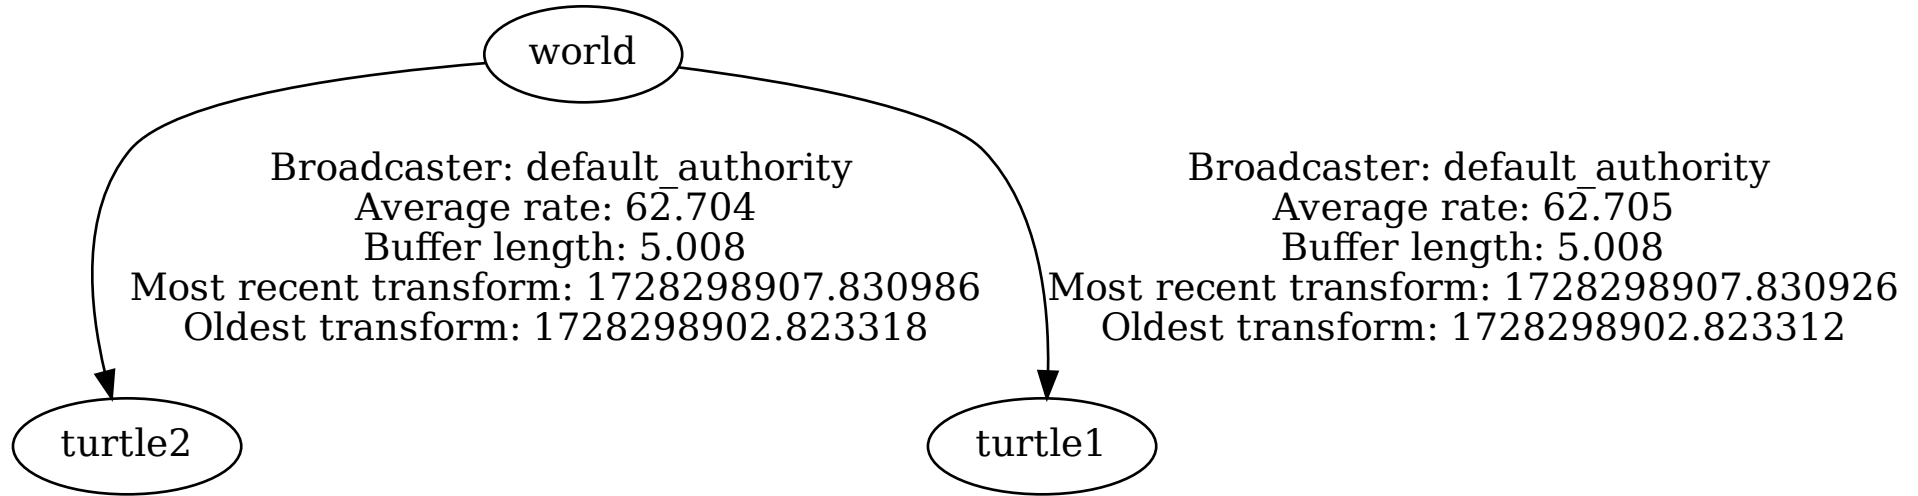 world
Broadcaster: default_authority
Average rate: 62.704
Buffer length: 5.008
Most recent transform: 1728298907.830986
Oldest transform: 1728298902.823318
Broadcaster: default_authority
Average rate: 62.705
Buffer length: 5.008
Most recent transform: 1728298907.830926
Oldest transform: 1728298902.823312
turtle2
turtle1